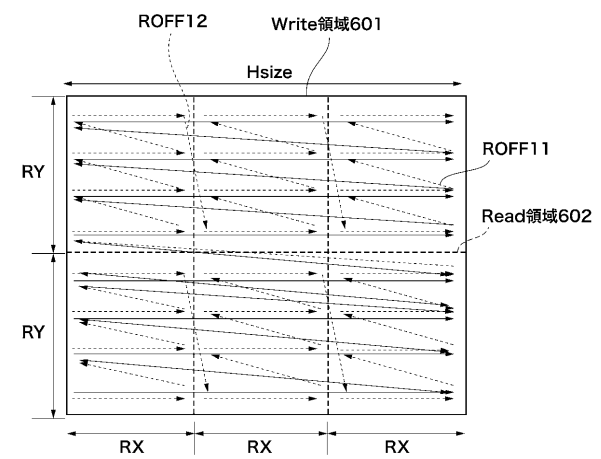 ROFF12
Write領域601
Hsize
RY
ROFF11
Read領域602
RY
RX
RX
RX